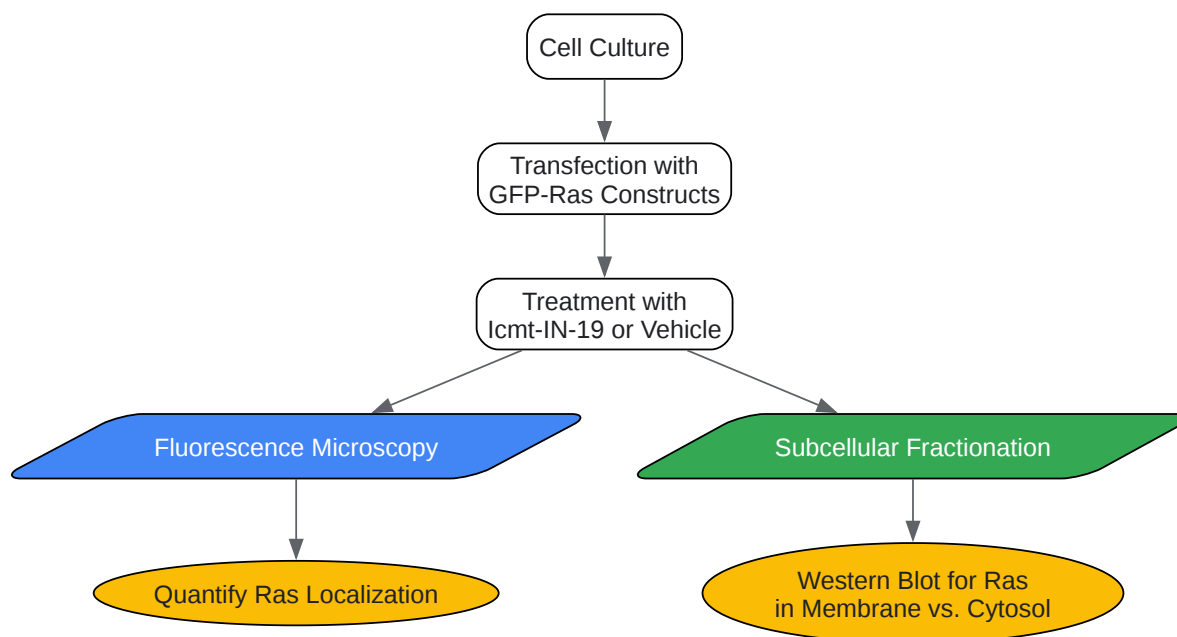 Cell Culture
Transfection with
GFP-Ras Constructs
Treatment with
Icmt-IN-19 or Vehicle
Fluorescence Microscopy
Subcellular Fractionation
Quantify Ras Localization
Western Blot for Ras
in Membrane vs. Cytosol